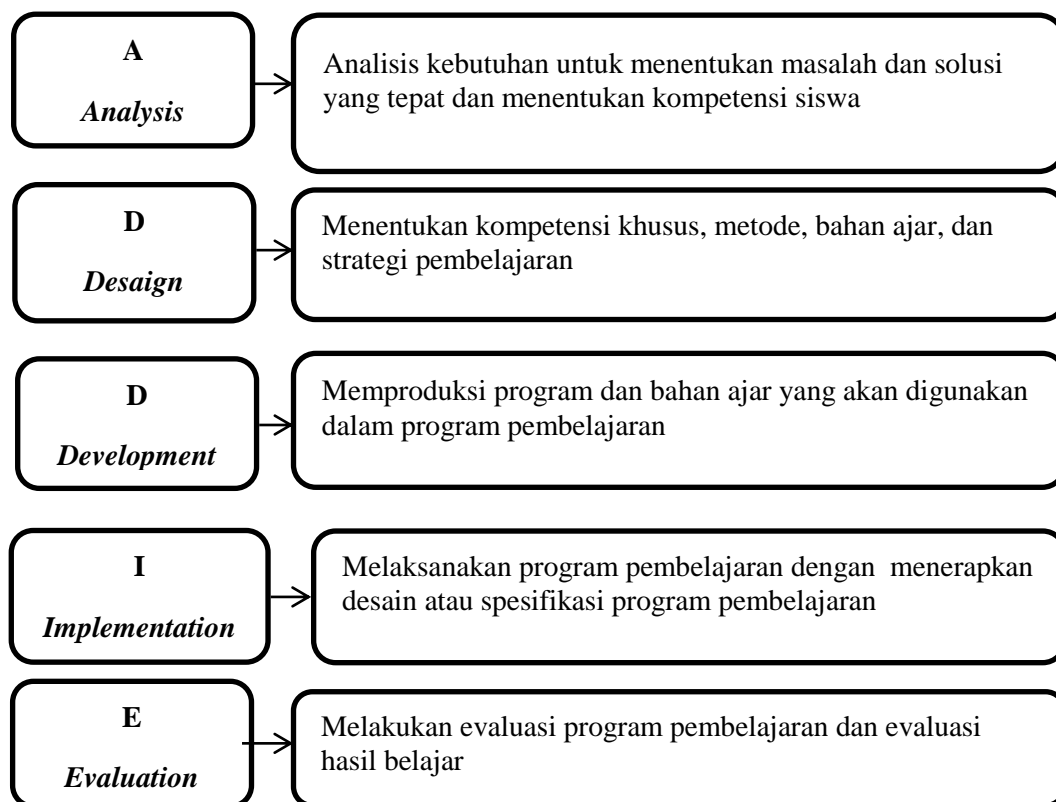 A
Analysis
Analisis kebutuhan untuk menentukan masalah dan solusi
yang tepat dan menentukan kompetensi siswa
D
Desaign
Menentukan kompetensi khusus, metode, bahan ajar, dan
strategi pembelajaran
D
Development
Memproduksi program dan bahan ajar yang akan digunakan
dalam program pembelajaran
I
Implementation
Melaksanakan program pembelajaran dengan menerapkan
desain atau spesifikasi program pembelajaran
E
Evaluation
Melakukan evaluasi program pembelajaran dan evaluasi
hasil belajar